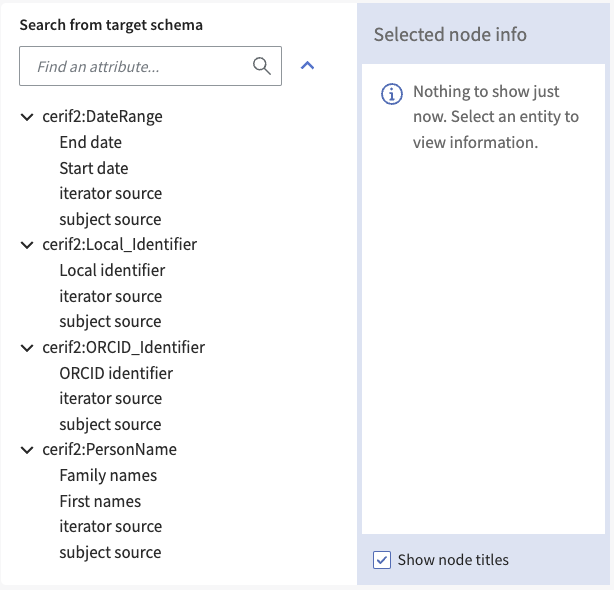 Search from target schema
Find an attribute...
cerif2:DateRange
End date
Start date
iterator source
subject source
cerif2:Local_Identifier
Local identifier
iterator source
subject source
cerif2:ORCID_Identifier
ORCID identifier
iterator source
subject source
cerif2:PersonName
Family names
First names
iterator source
subject source
Selected node info
Nothing to show just
now. Select an entity to
view information.
Show node titles